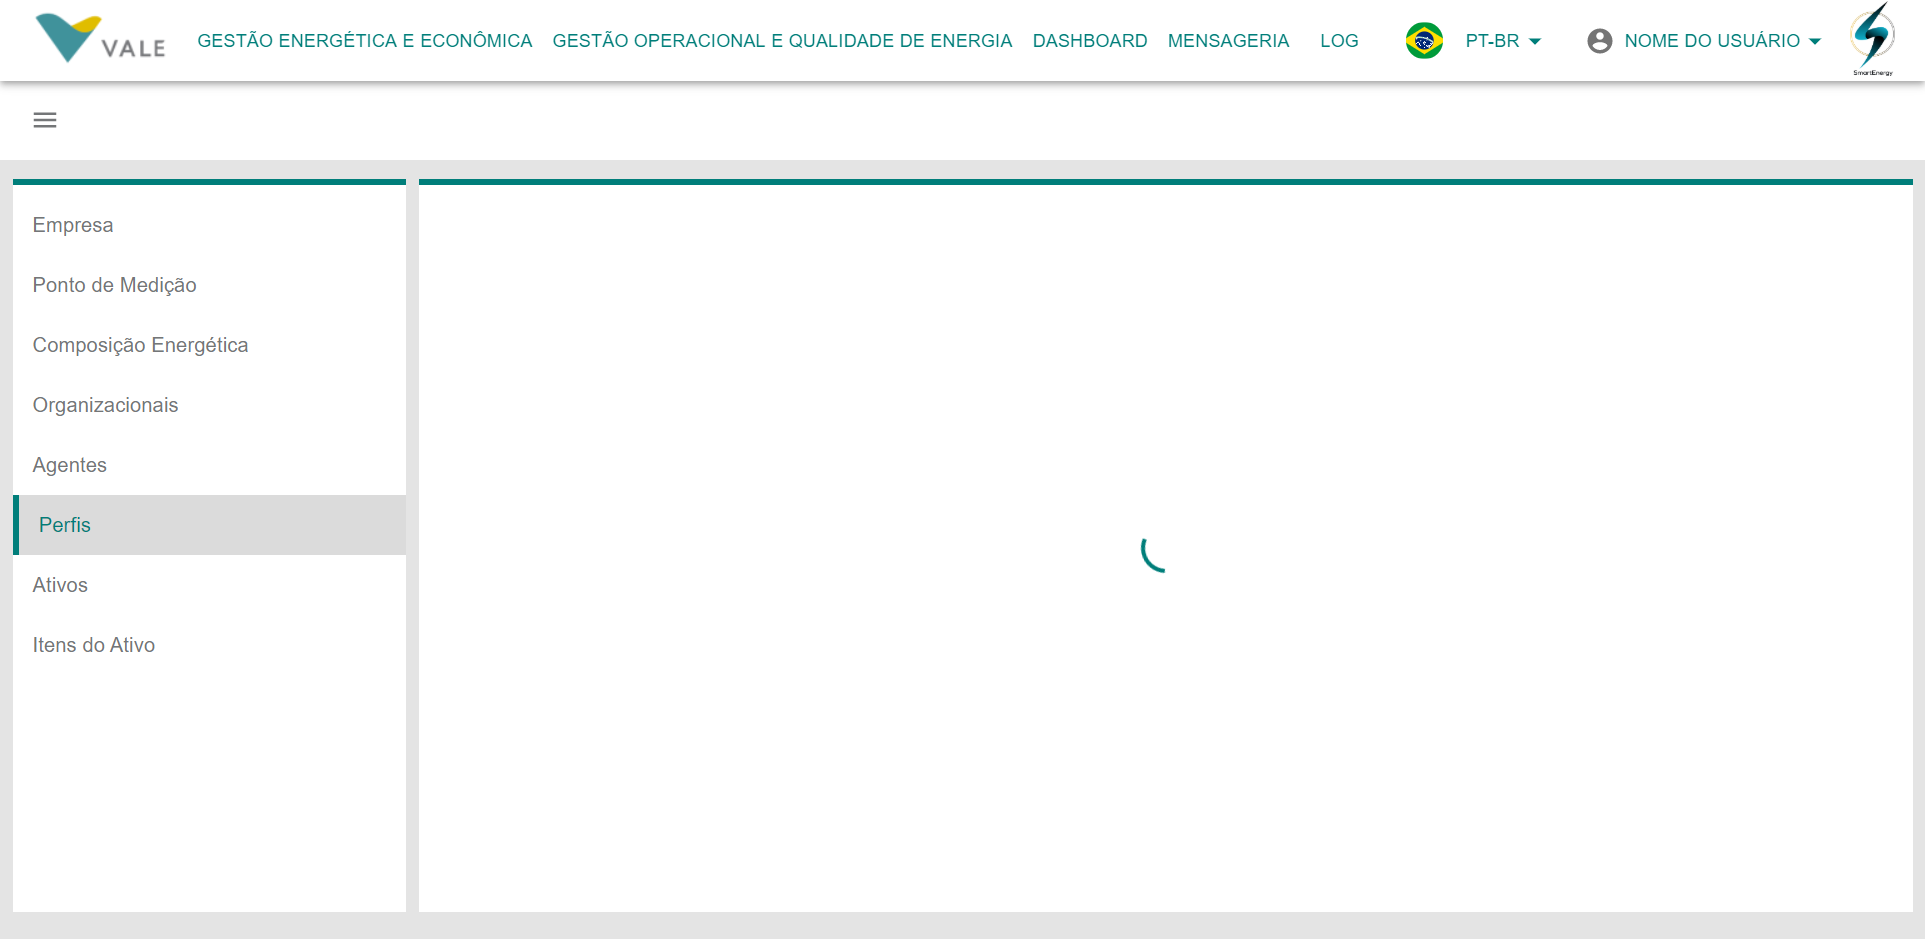 VALE
GESTÃO ENERGÉTICA E ECONÔMICA
GESTÃO OPERACIONAL E QUALIDADE DE ENERGIA
DASHBOARD
MENSAGERIA
LOG
PT-BR
NOME DO USUÁRIO
SmartEnergy
Empresa
Ponto de Medição
Composição Energética
Organizacionais
Agentes
Perfis
Ativos
Itens do Ativo